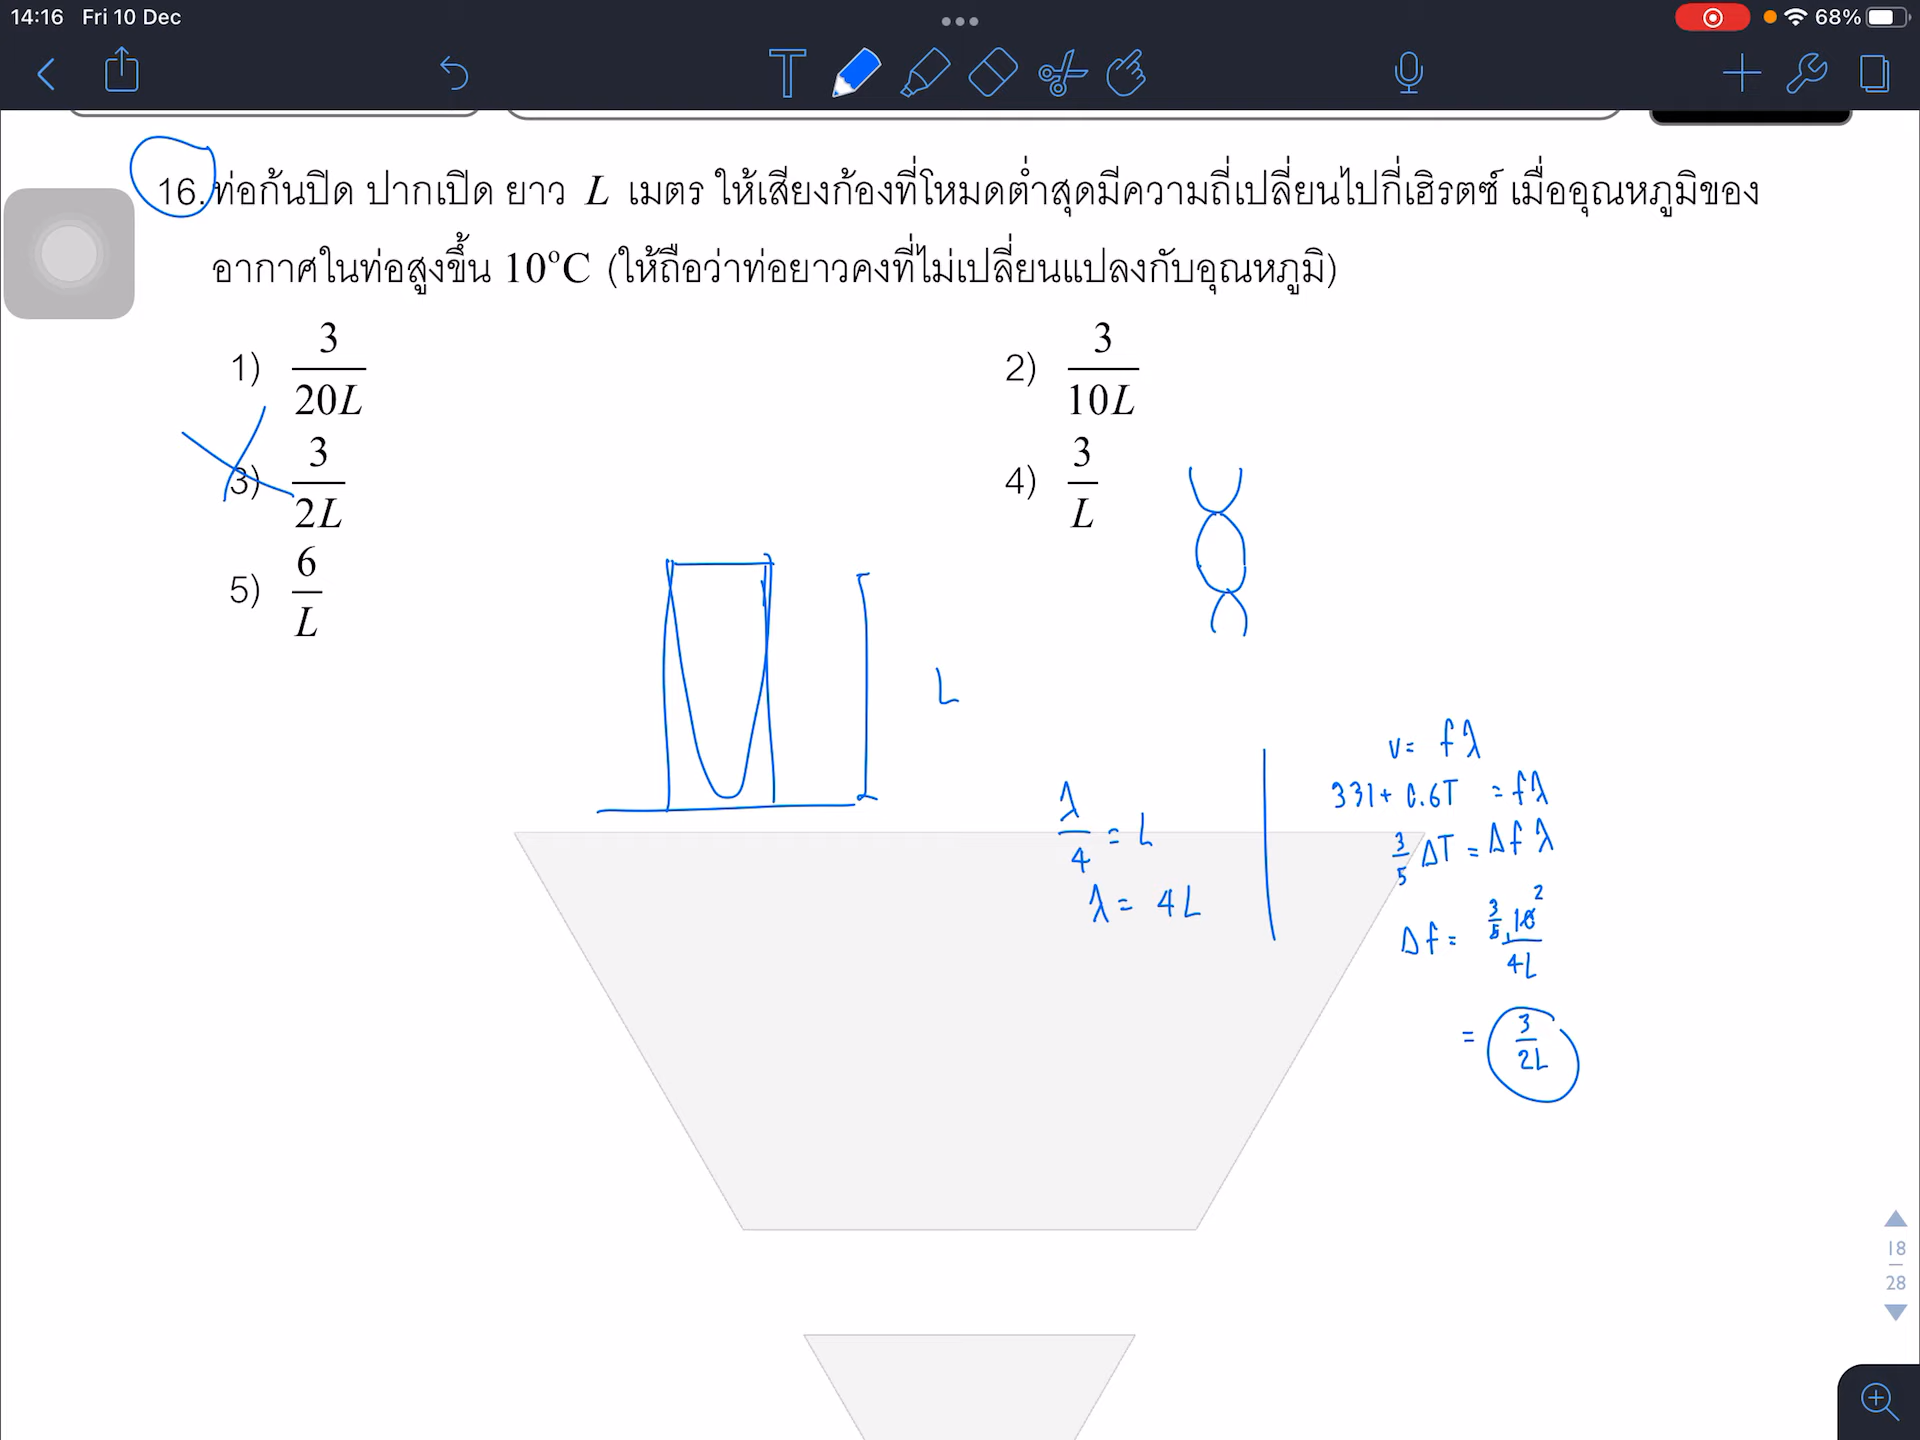 14:16 Fri 10 Dec
68%
16. ท่อก้นปิด ปากเปิด ยาว L เมตร ให้เสียงก้องที่โหมดต่ำสุดมีความถี่เปลี่ยนไปกี่เฮิรตซ์ เมื่ออุณหภูมิของ
อากาศในท่อสูงขึ้น 10°C (ให้ถือว่าท่อยาวคงที่ไม่เปลี่ยนแปลงกับอุณหภูมิ)
1) 3/20L
2) 3/10L
3) 3/2L
4) 3/L
5) 6/L
L
λ/4 = L
λ = 4L
v = fλ
331 + 0.6T = fλ
3/5 ΔT = Δf λ
Δf = 3/5 · 10 2 / 4L
= 3/2L
18
28